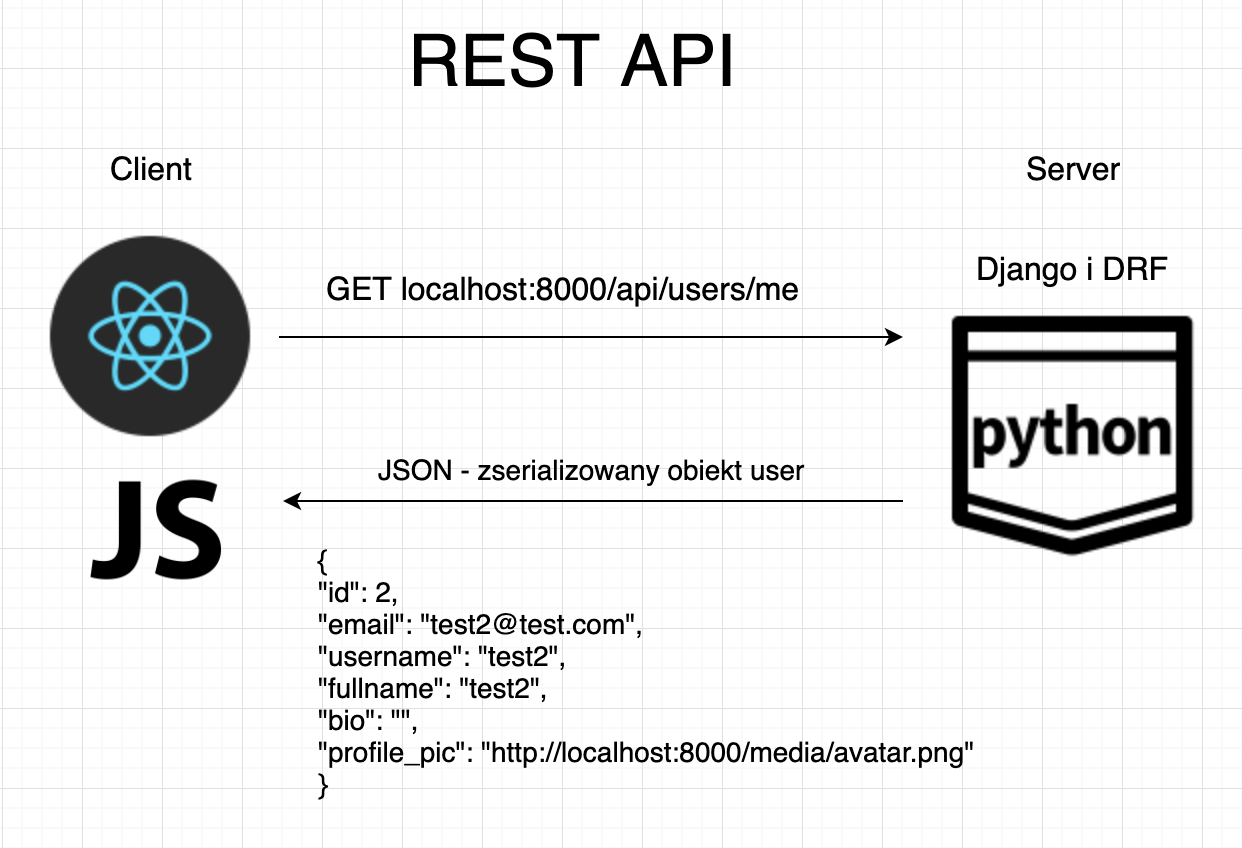 REST API
Client
Server
Django i DRF
GET localhost:8000/api/users/me
python
JSON - zserializowany obiekt user
JS
{
"id": 2,
"email": "test2@test.com",
"username": "test2",
"fullname": "test2",
"bio": "",
"profile_pic": "http://localhost:8000/media/avatar.png"
}